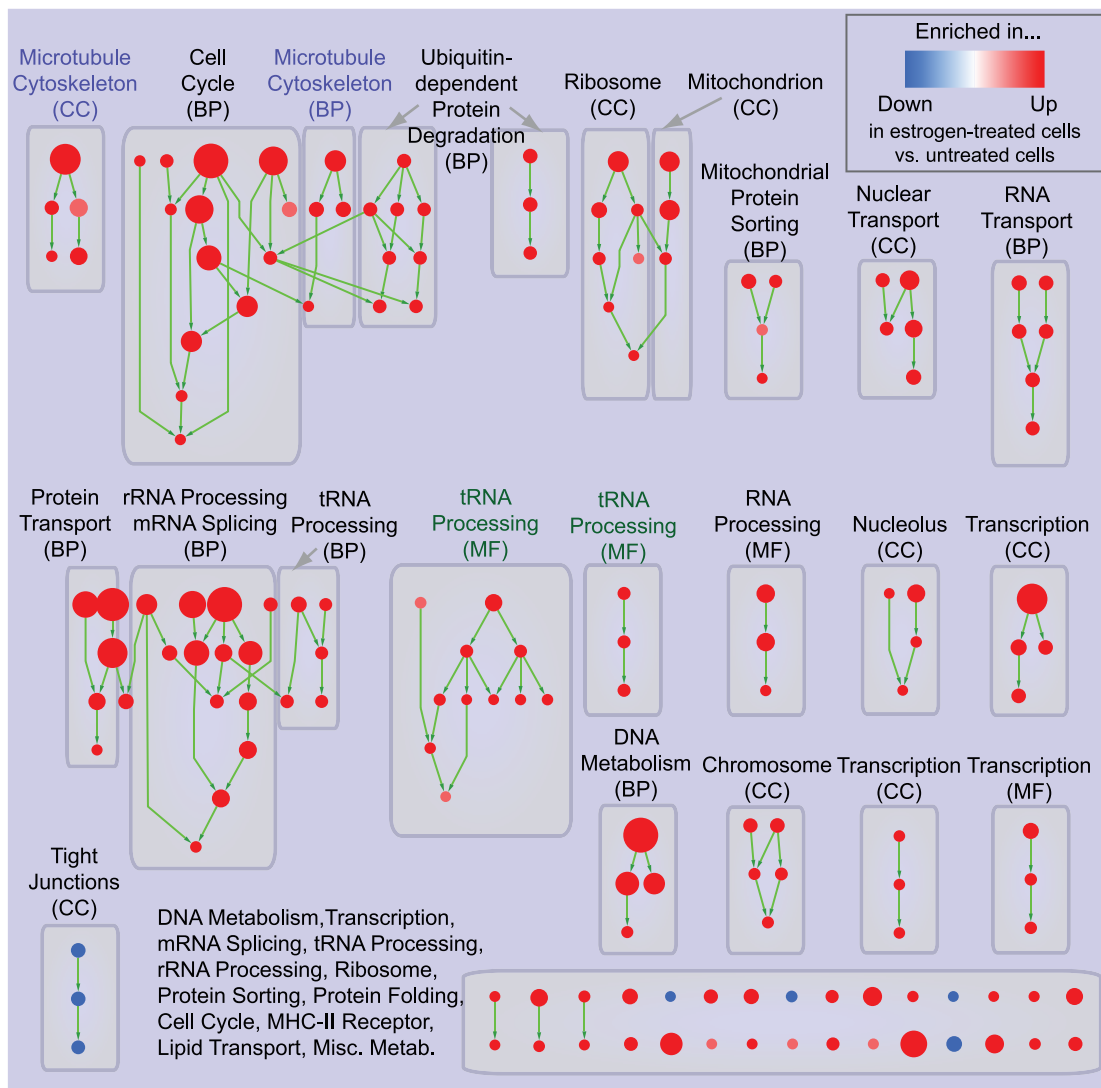 Microtubule
Cytoskeleton
(CC)
Cell
Cycle
(BP)
Microtubule
Cytoskeleton
(BP)
Ubiquitin-
dependent
Protein
Degradation
(BP)
Ribosome
(CC)
Mitochondrion
(CC)
Enriched in...
Down Up
in estrogen-treated cells
vs. untreated cells
Mitochondrial
Protein
Sorting
(BP)
Nuclear
Transport
(CC)
RNA
Transport
(BP)
Protein
Transport
(BP)
rRNA Processing
mRNA Splicing
(BP)
tRNA
Processing
(BP)
tRNA
Processing
(MF)
tRNA
Processing
(MF)
RNA
Processing
(MF)
Nucleolus
(CC)
Transcription
(CC)
DNA
Metabolism
(BP)
Chromosome
(CC)
Transcription
(CC)
Transcription
(MF)
Tight
Junctions
(CC)
DNA Metabolism,Transcription,
mRNA Splicing, tRNA Processing,
rRNA Processing, Ribosome,
Protein Sorting, Protein Folding,
Cell Cycle, MHC-II Receptor,
Lipid Transport, Misc. Metab.